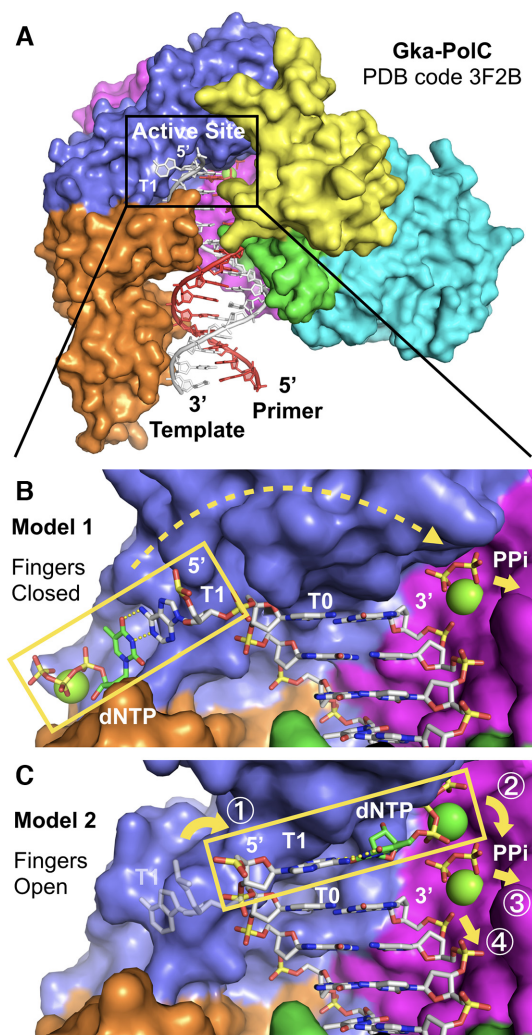 A
Gka-PolC
PDB code 3F2B
Active Site
5'
T1
3'
Template
5'
Primer
B
Model 1
Fingers
Closed
5'
T1
T0
3'
PPi
dNTP
C
Model 2
Fingers
Open
①
②
5'
T1
dNTP
T1
T0
3'
PPi
③
④